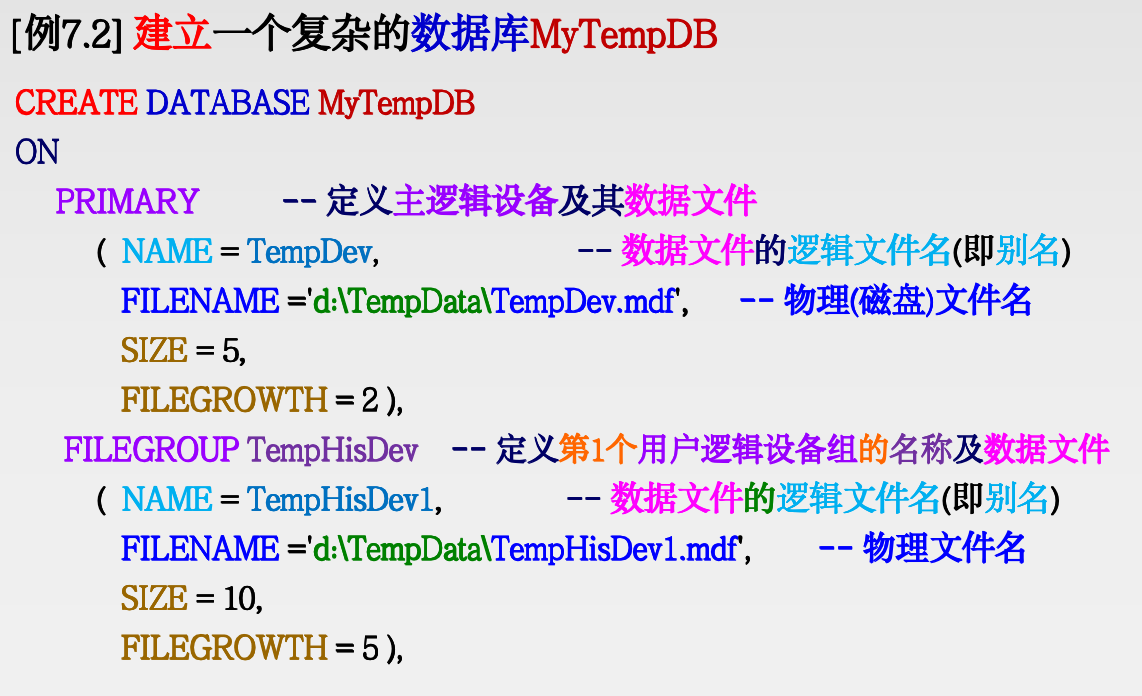 [例7.2] 建立一个复杂的数据库MyTempDB
CREATE DATABASE MyTempDB
ON
PRIMARY -- 定义主逻辑设备及其数据文件
( NAME = TempDev, -- 数据文件的逻辑文件名(即别名)
FILENAME ='d:\TempData\TempDev.mdf', -- 物理(磁盘)文件名
SIZE = 5,
FILEGROWTH = 2 ),
FILEGROUP TempHisDev -- 定义第1个用户逻辑设备组的名称及数据文件
( NAME = TempHisDev1, -- 数据文件的逻辑文件名(即别名)
FILENAME ='d:\TempData\TempHisDev1.mdf', -- 物理文件名
SIZE = 10,
FILEGROWTH = 5 ),